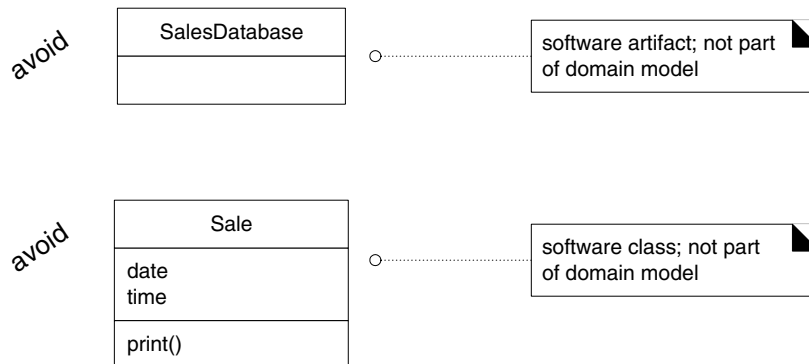 avoid
SalesDatabase
software artifact; not part
of domain model
avoid
Sale
date
time
print()
software class; not part
of domain model